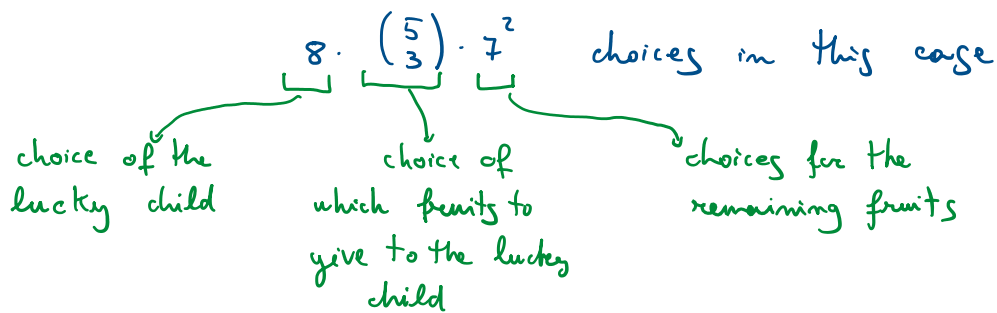 8 · (5 3) · 7² choices in this case
choice of the
lucky child
choice of
which fruits to
give to the lucky
child
choices for the
remaining fruits